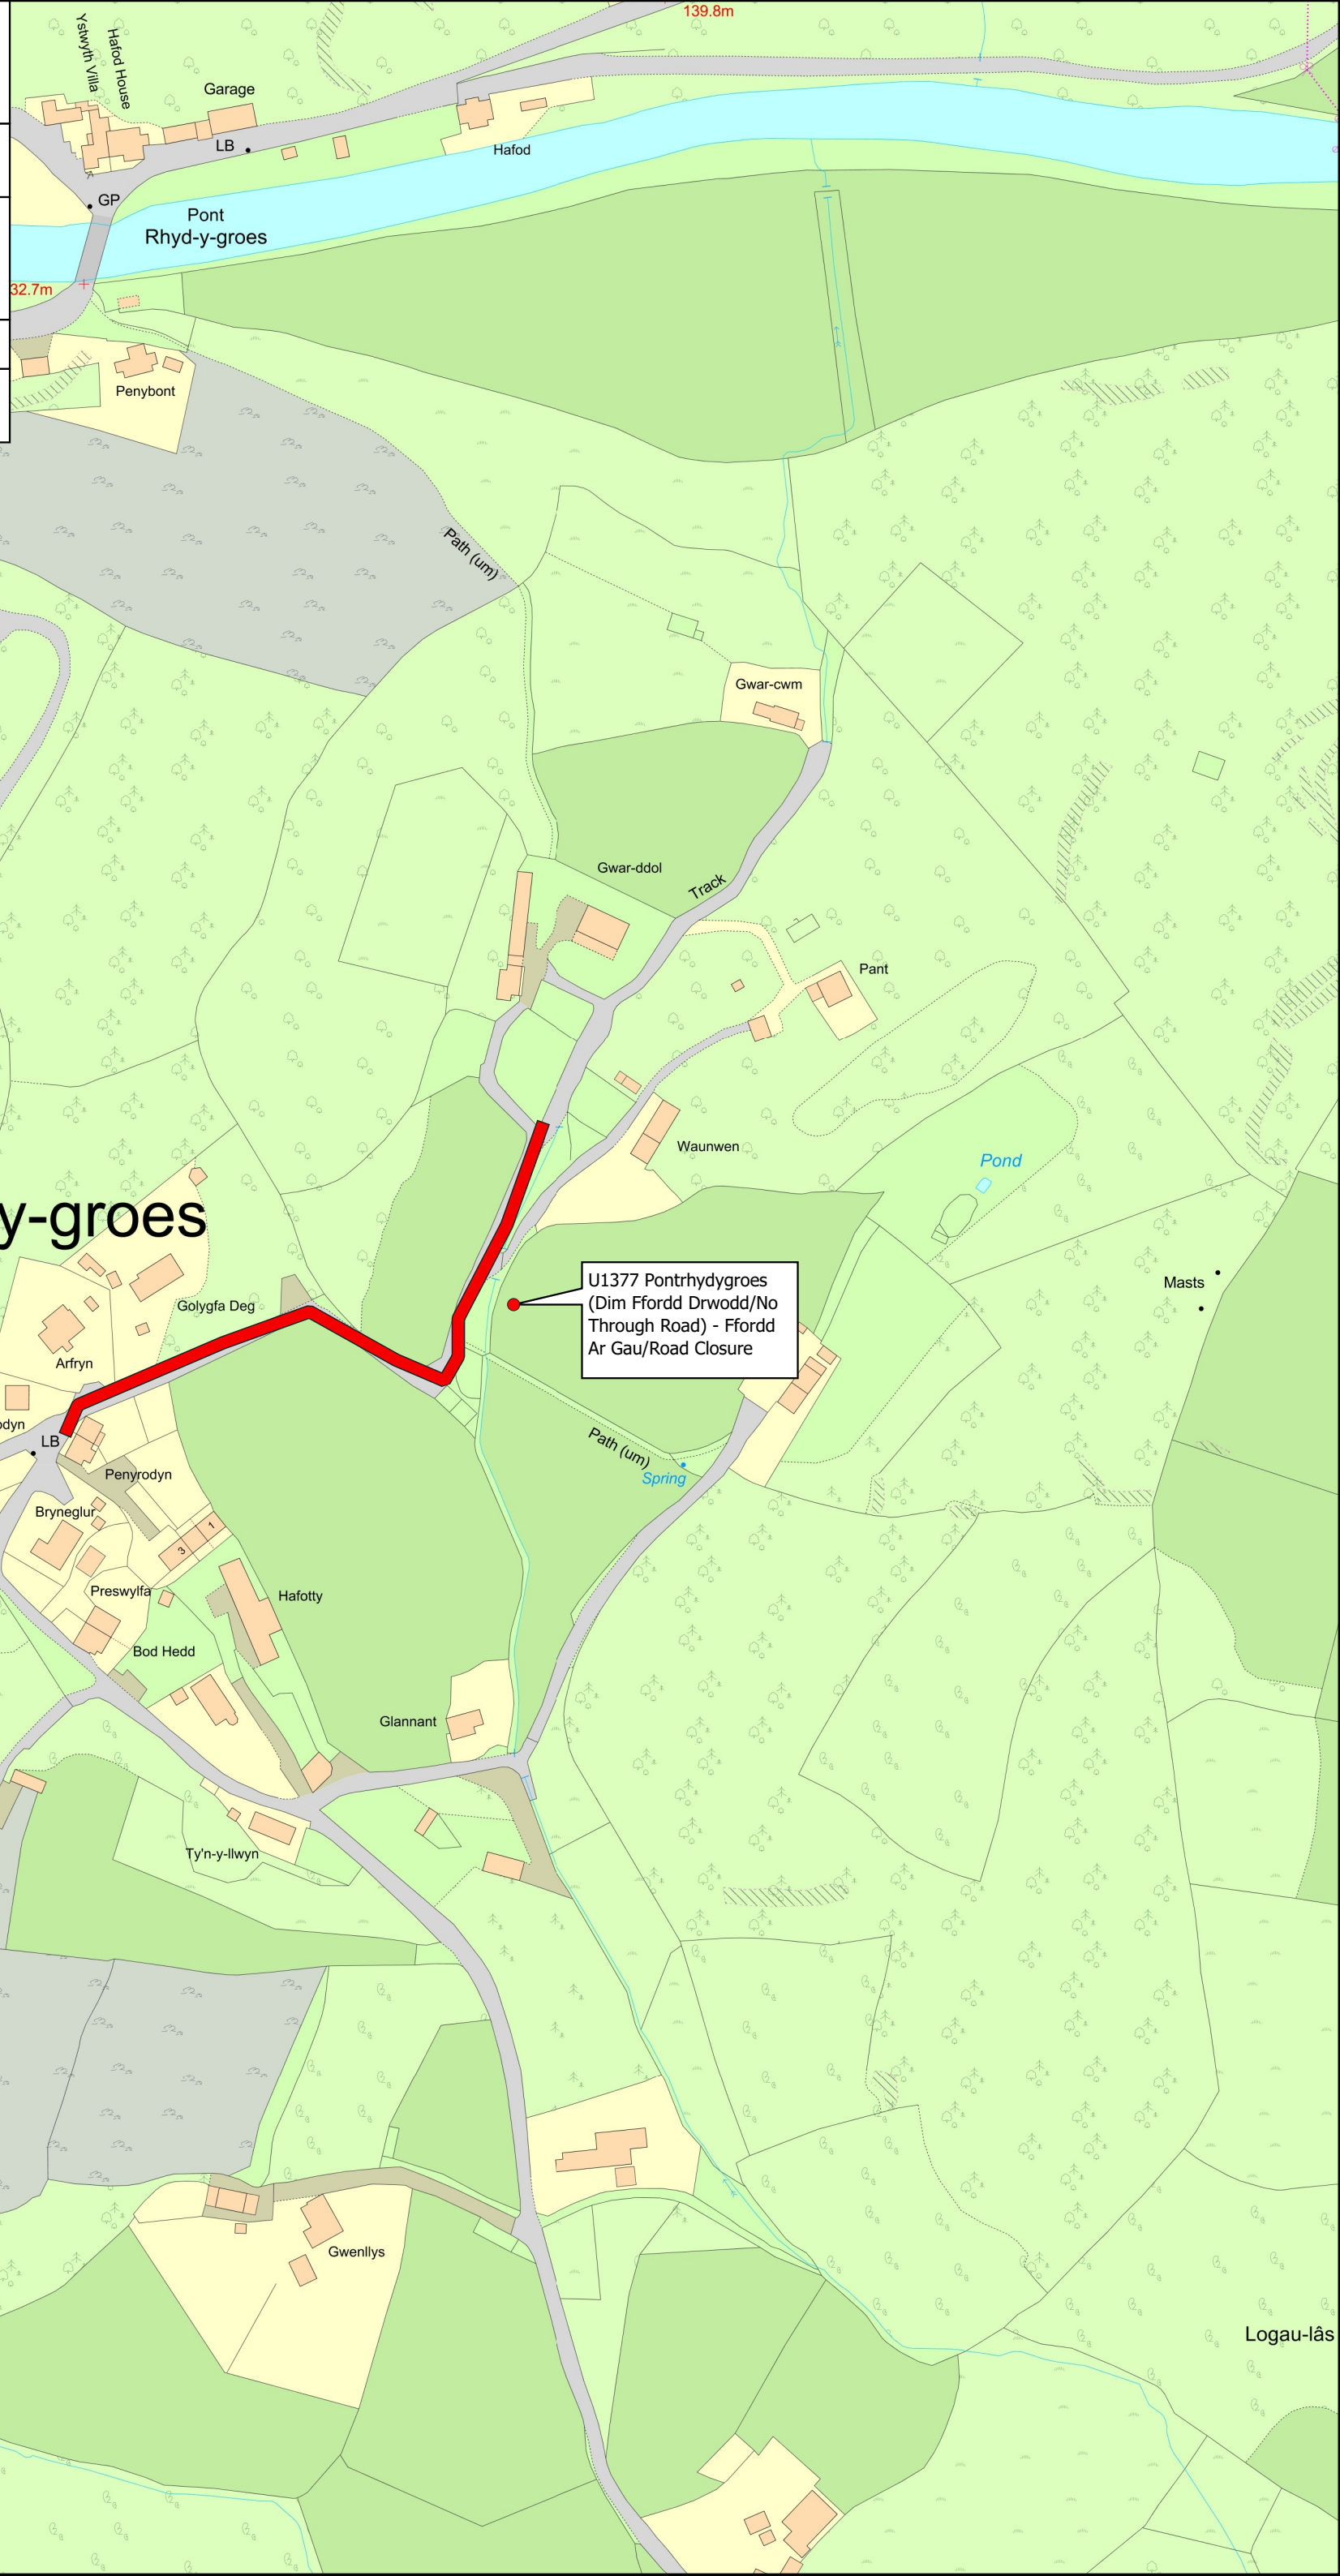 139.8m
Ystwyth Villa
Hafod House
Garage
LB
Hafod
GP
Pont
Rhyd-y-groes
32.7m
Penybont
Path (um)
Gwar-cwm
Gwar-ddol
Track
Pant
Waunwen
Pond
y-groes
U1377 Pontrhydygroes
(Dim Ffordd Drwodd/No
Through Road) - Ffordd
Ar Gau/Road Closure
Masts
Golygfa Deg
Arfryn
odyn
LB
Path (um)
Spring
Penyrodyn
Bryneglur
1
3
Preswylfa
Hafotty
Bod Hedd
Glannant
Ty'n-y-llwyn
Gwenllys
Logau-lâs